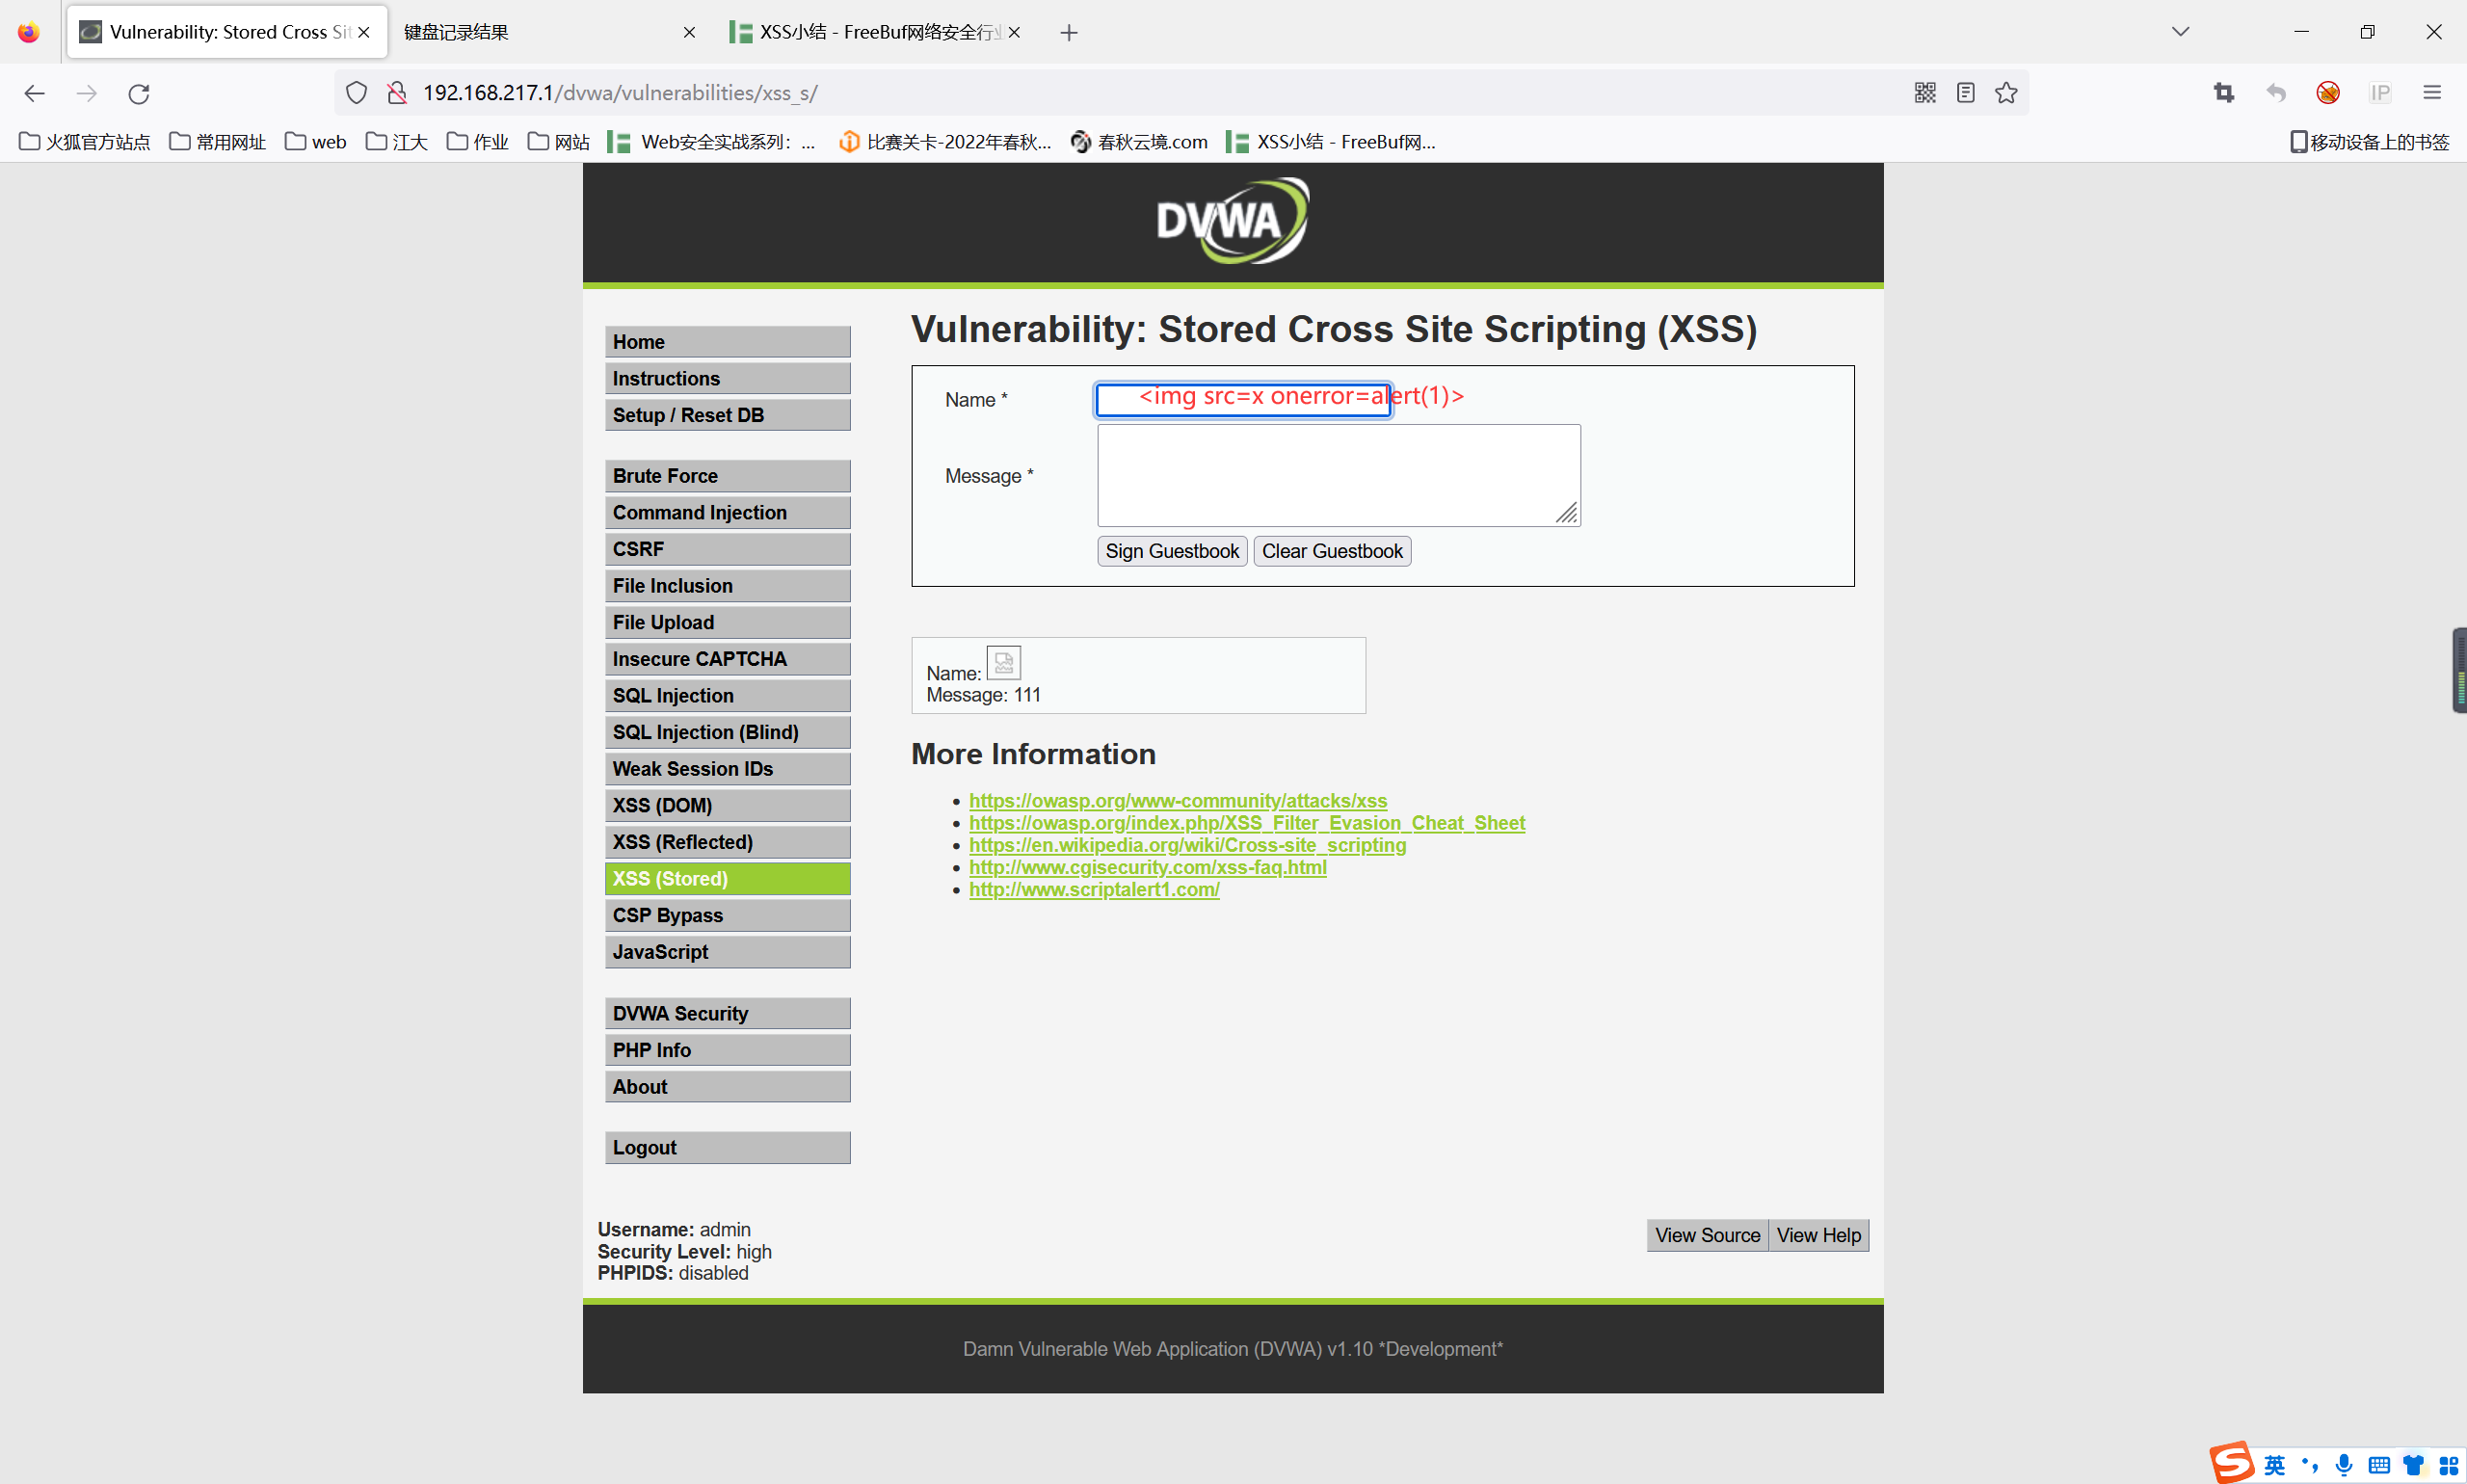 Vulnerability: Stored Cross Sit
键盘记录结果
XSS小结 - FreeBuf网络安全行业
192.168.217.1/dvwa/vulnerabilities/xss_s/
IP
火狐官方站点
常用网址
web
江大
作业
网站
Web安全实战系列：...
比赛关卡-2022年春秋...
春秋云境.com
XSS小结 - FreeBuf网...
移动设备上的书签
DVWA
Home
Instructions
Setup / Reset DB
Brute Force
Command Injection
CSRF
File Inclusion
File Upload
Insecure CAPTCHA
SQL Injection
SQL Injection (Blind)
Weak Session IDs
XSS (DOM)
XSS (Reflected)
XSS (Stored)
CSP Bypass
JavaScript
DVWA Security
PHP Info
About
Logout
Vulnerability: Stored Cross Site Scripting (XSS)
Name *
<img src=x onerror=alert(1)>
Message *
Sign Guestbook
Clear Guestbook
Name:
Message: 111
More Information
https://owasp.org/www-community/attacks/xss
https://owasp.org/index.php/XSS_Filter_Evasion_Cheat_Sheet
https://en.wikipedia.org/wiki/Cross-site_scripting
http://www.cgisecurity.com/xss-faq.html
http://www.scriptalert1.com/
Username: admin
Security Level: high
PHPIDS: disabled
View Source
View Help
Damn Vulnerable Web Application (DVWA) v1.10 *Development*
英